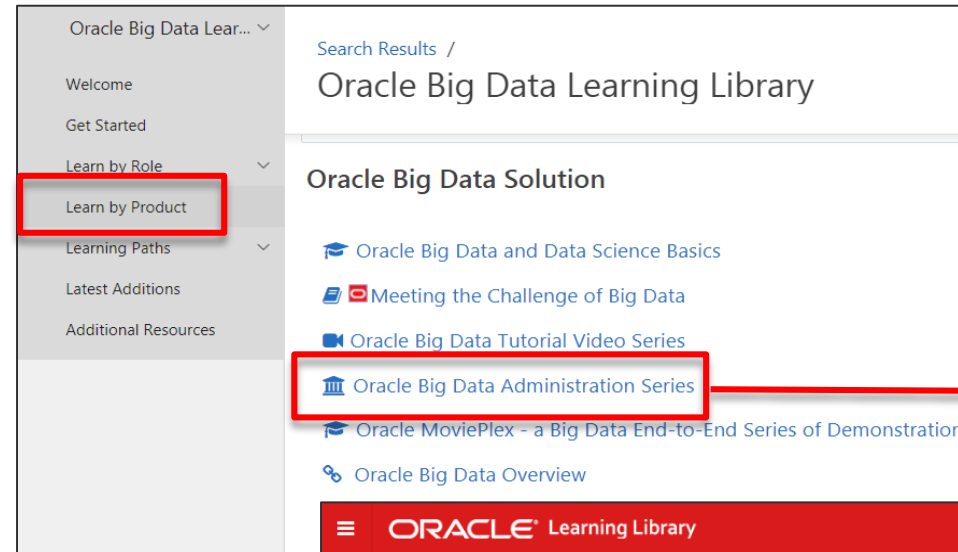 Oracle Big Data Lear...
Welcome
Get Started
Learn by Role
Learn by Product
Learning Paths
Latest Additions
Additional Resources
Search Results /
Oracle Big Data Learning Library
Oracle Big Data Solution
Oracle Big Data and Data Science Basics
Meeting the Challenge of Big Data
Oracle Big Data Tutorial Video Series
Oracle Big Data Administration Series
Oracle MoviePlex - a Big Data End-to-End Series of Demonstration
Oracle Big Data Overview
ORACLE® Learning Library